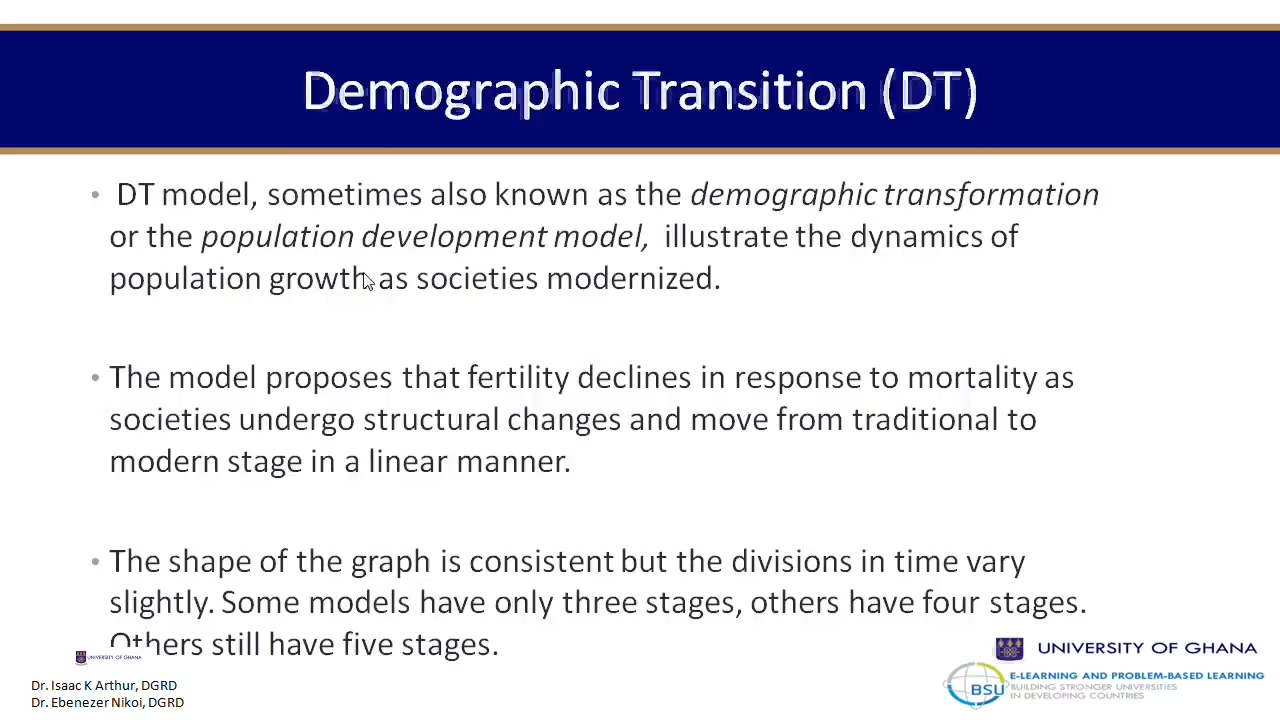 Demographic Transition (DT)
• DT model, sometimes also known as the demographic transformation
or the population development model, illustrate the dynamics of
population growth as societies modernized.
• The model proposes that fertility declines in response to mortality as
societies undergo structural changes and move from traditional to
modern stage in a linear manner.
• The shape of the graph is consistent but the divisions in time vary
slightly. Some models have only three stages, others have four stages.
Others still have five stages.
UNIVERSITY OF GHANA
Dr. Isaac K Arthur, DGRD
Dr. Ebenezer Nikoi, DGRD
UNIVERSITY OF GHANA
BSU
E-LEARNING AND PROBLEM-BASED LEARNING
BUILDING STRONGER UNIVERSITIES
IN DEVELOPING COUNTRIES